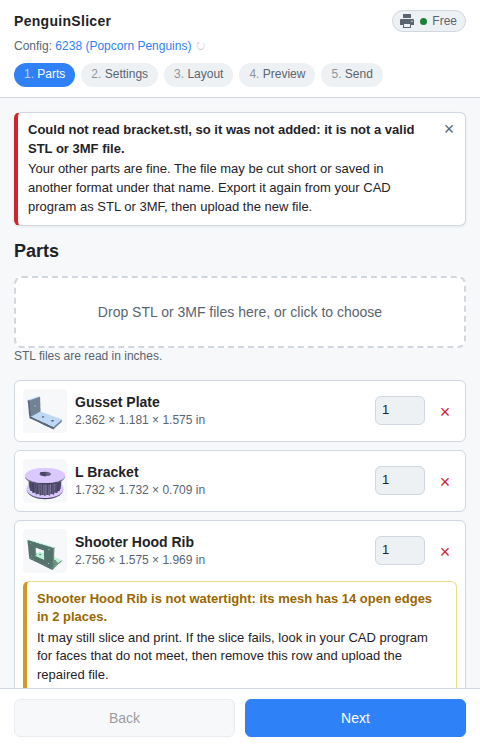 PenguinSlicer
Free
Config: 6238 (Popcorn Penguins)
1. Parts
2. Settings
3. Layout
4. Preview
5. Send
Could not read bracket.stl, so it was not added: it is not a valid
STL or 3MF file.
×
Your other parts are fine. The file may be cut short or saved in
another format under that name. Export it again from your CAD
program as STL or 3MF, then upload the new file.
Parts
Drop STL or 3MF files here, or click to choose
STL files are read in inches.
Gusset Plate
2.362 × 1.181 × 1.575 in
1
×
L Bracket
1.732 × 1.732 × 0.709 in
1
×
Shooter Hood Rib
2.756 × 1.575 × 1.969 in
1
×
Shooter Hood Rib is not watertight: its mesh has 14 open edges
in 2 places.
It may still slice and print. If the slice fails, look in your CAD program
for faces that do not meet, then remove this row and upload the
repaired file.
Back
Next